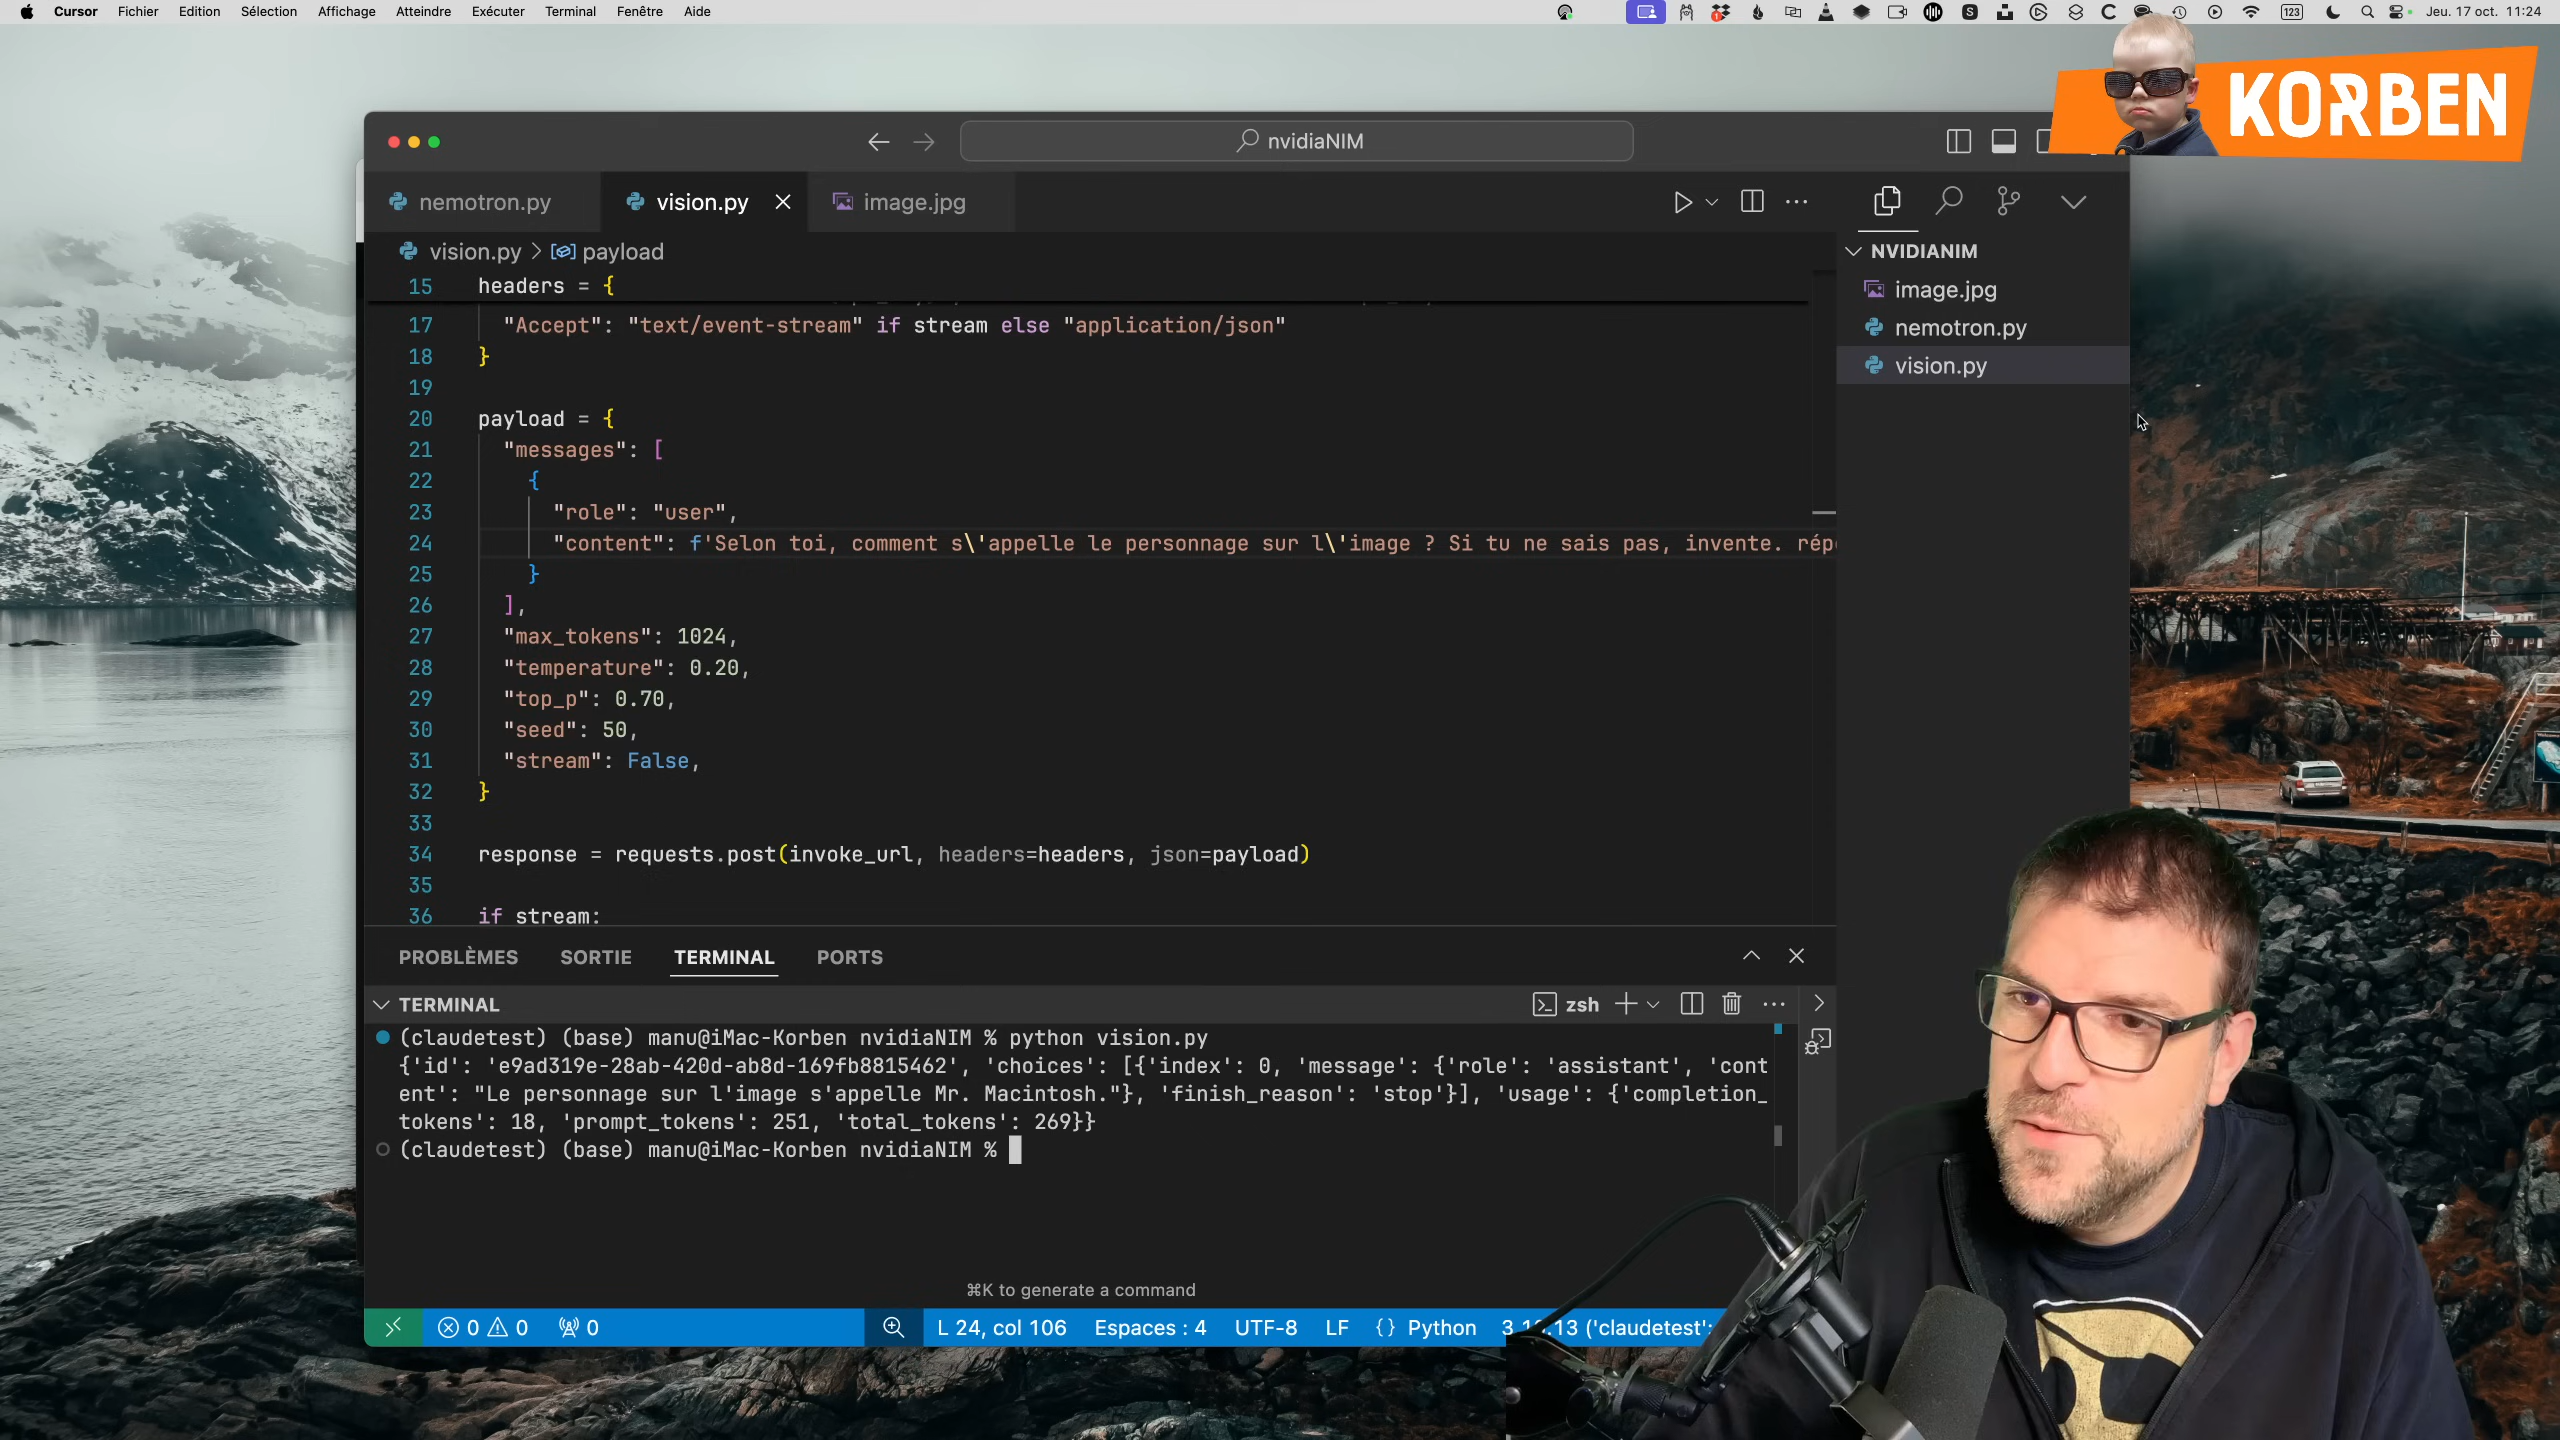 Cursor Fichier Edition Sélection Affichage Atteindre Exécuter Terminal Fenêtre Aide
123 Jeu. 17 oct. 11:24
KORBEN
nvidiaNIM
nemotron.py vision.py image.jpg
vision.py > payload
NVIDIANIM
image.jpg
nemotron.py
vision.py
15 headers = {
17 "Accept": "text/event-stream" if stream else "application/json"
18 }
19
20 payload = {
21 "messages": [
22 {
23 "role": "user",
24 "content": f'Selon toi, comment s\'appelle le personnage sur l\'image ? Si tu ne sais pas, invente.
25 }
26 ],
27 "max_tokens": 1024,
28 "temperature": 0.20,
29 "top_p": 0.70,
30 "seed": 50,
31 "stream": False,
32 }
33
34 response = requests.post(invoke_url, headers=headers, json=payload)
35
36 if stream:
PROBLÈMES SORTIE TERMINAL PORTS
TERMINAL
zsh
(claudetest) (base) manu@iMac-Korben nvidiaNIM % python vision.py
{'id': 'e9ad319e-28ab-420d-ab8d-169fb8815462', 'choices': [{'index': 0, 'message': {'role': 'assistant', 'cont
ent': "Le personnage sur l'image s'appelle Mr. Macintosh."}, 'finish_reason': 'stop'}], 'usage': {'completion_
tokens': 18, 'prompt_tokens': 251, 'total_tokens': 269}}
(claudetest) (base) manu@iMac-Korben nvidiaNIM %
⌘K to generate a command
0 0 0
L 24, col 106 Espaces : 4 UTF-8 LF {} Python ('claudetest':